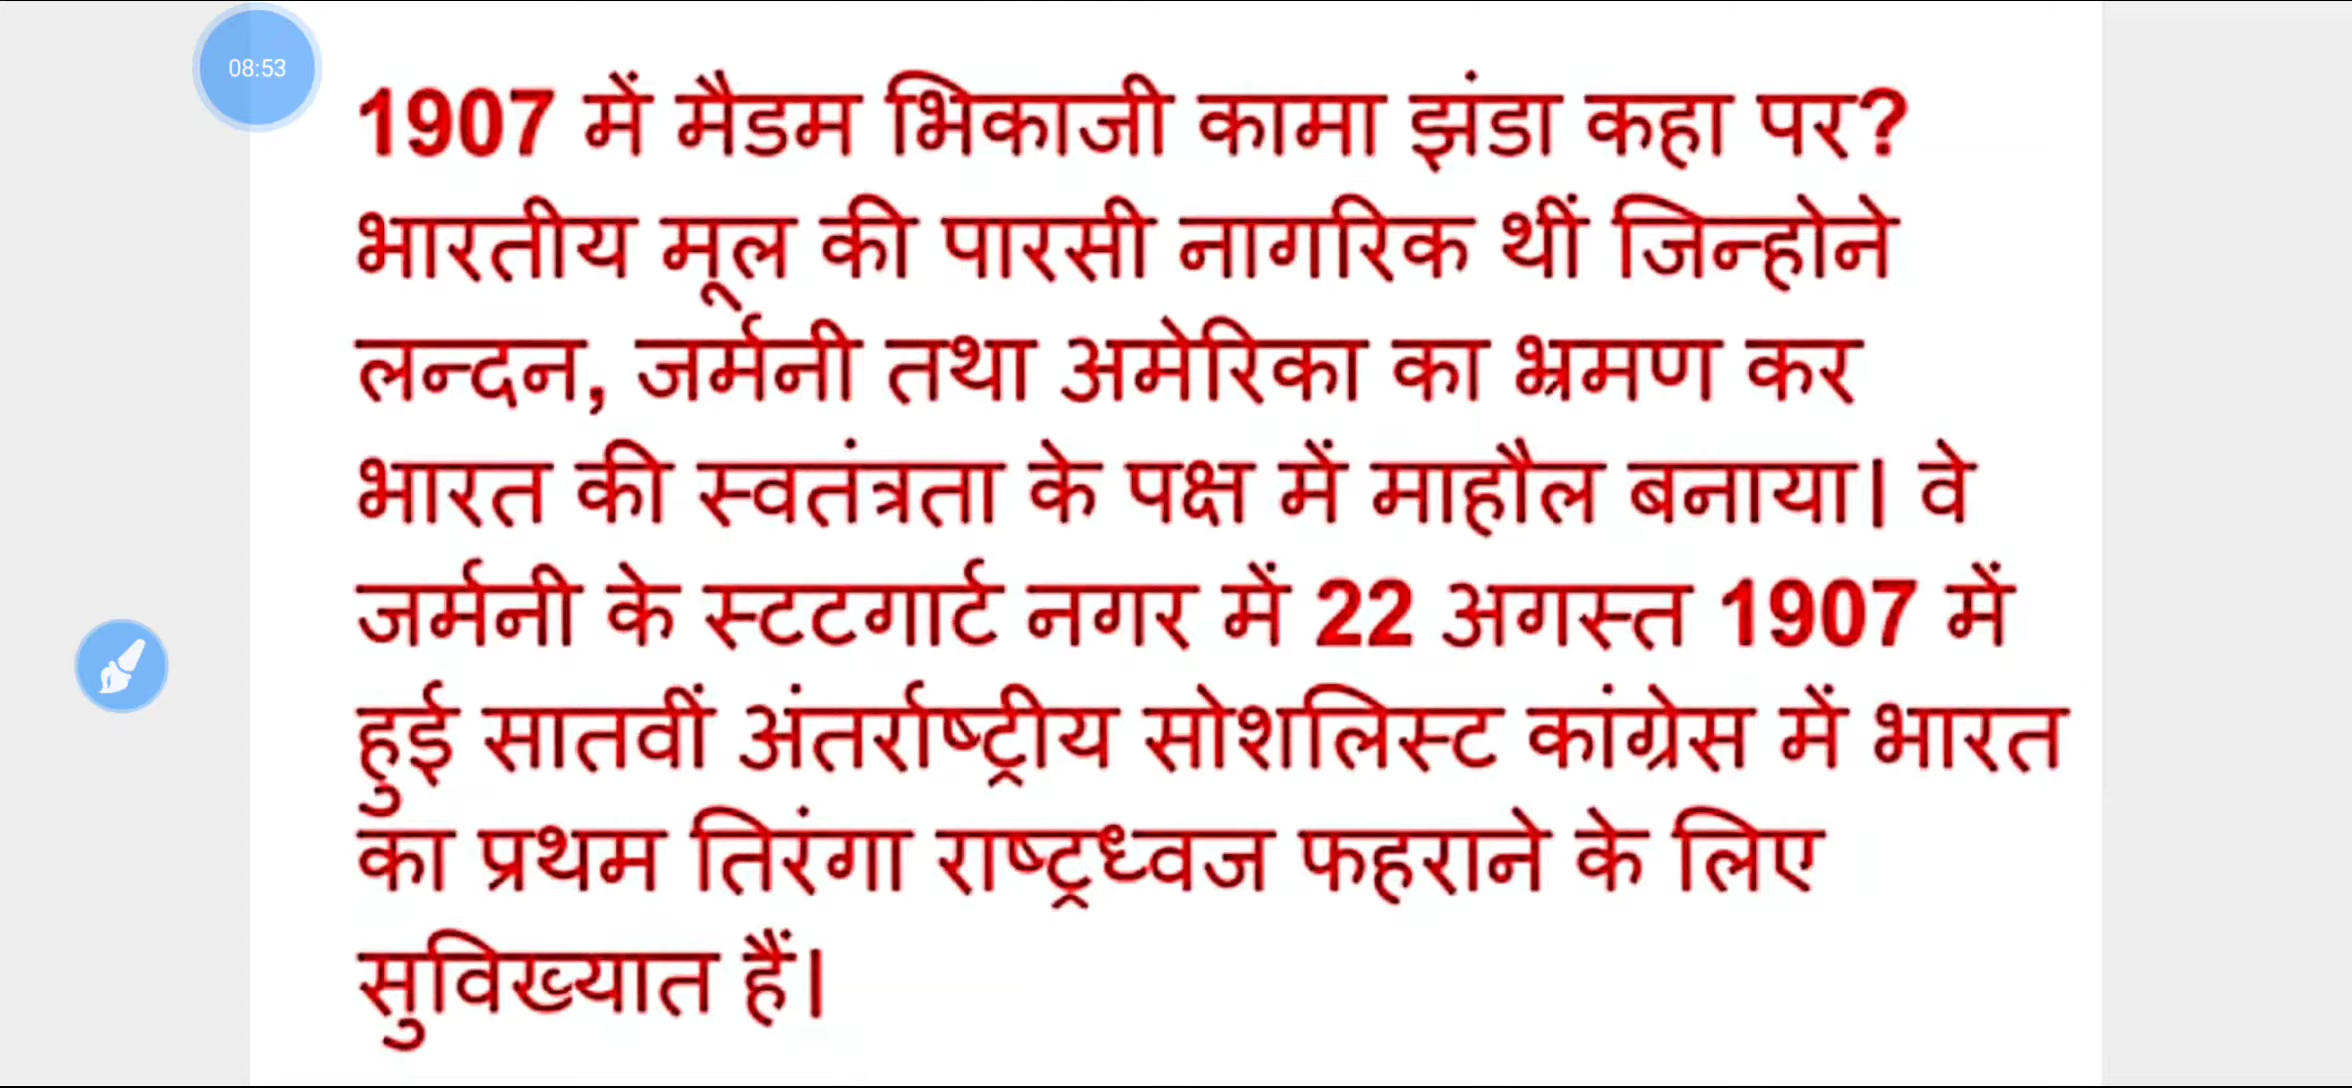 08:53
1907 में मैडम भिकाजी कामा झंडा कहा पर?
भारतीय मूल की पारसी नागरिक थीं जिन्होने
लन्दन, जर्मनी तथा अमेरिका का भ्रमण कर
भारत की स्वतंत्रता के पक्ष में माहौल बनाया। वे
जर्मनी के स्टटगार्ट नगर में 22 अगस्त 1907 में
हुई सातवीं अंतर्राष्ट्रीय सोशलिस्ट कांग्रेस में भारत
का प्रथम तिरंगा राष्ट्रध्वज फहराने के लिए
सुविख्यात हैं।